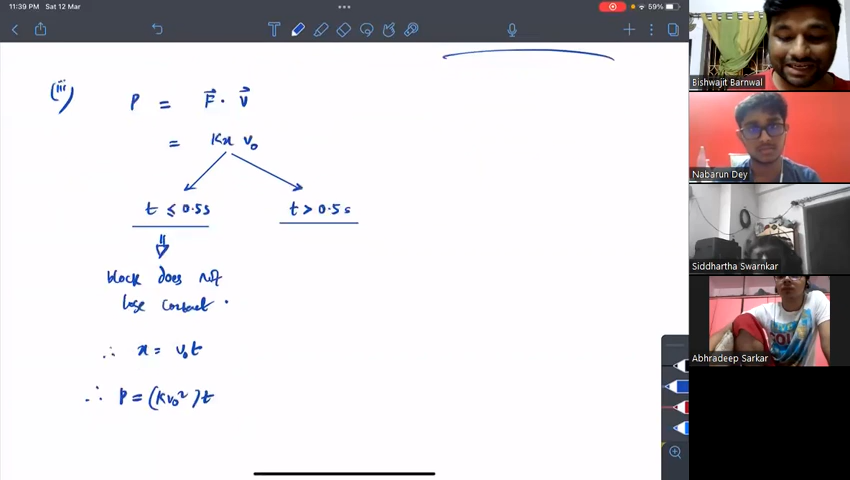 11:39 PM Sat 12 Mar
59%
(iii)
P = F⃗ · V⃗
= Kx v₀
t ≤ 0.5s t > 0.5s
block does not
lose contact .
∴ x = v₀t
∴ P = (Kv₀²)t
Bishwajit Barnwal
Nabarun Dey
Siddhartha Swarnkar
Abhradeep Sarkar